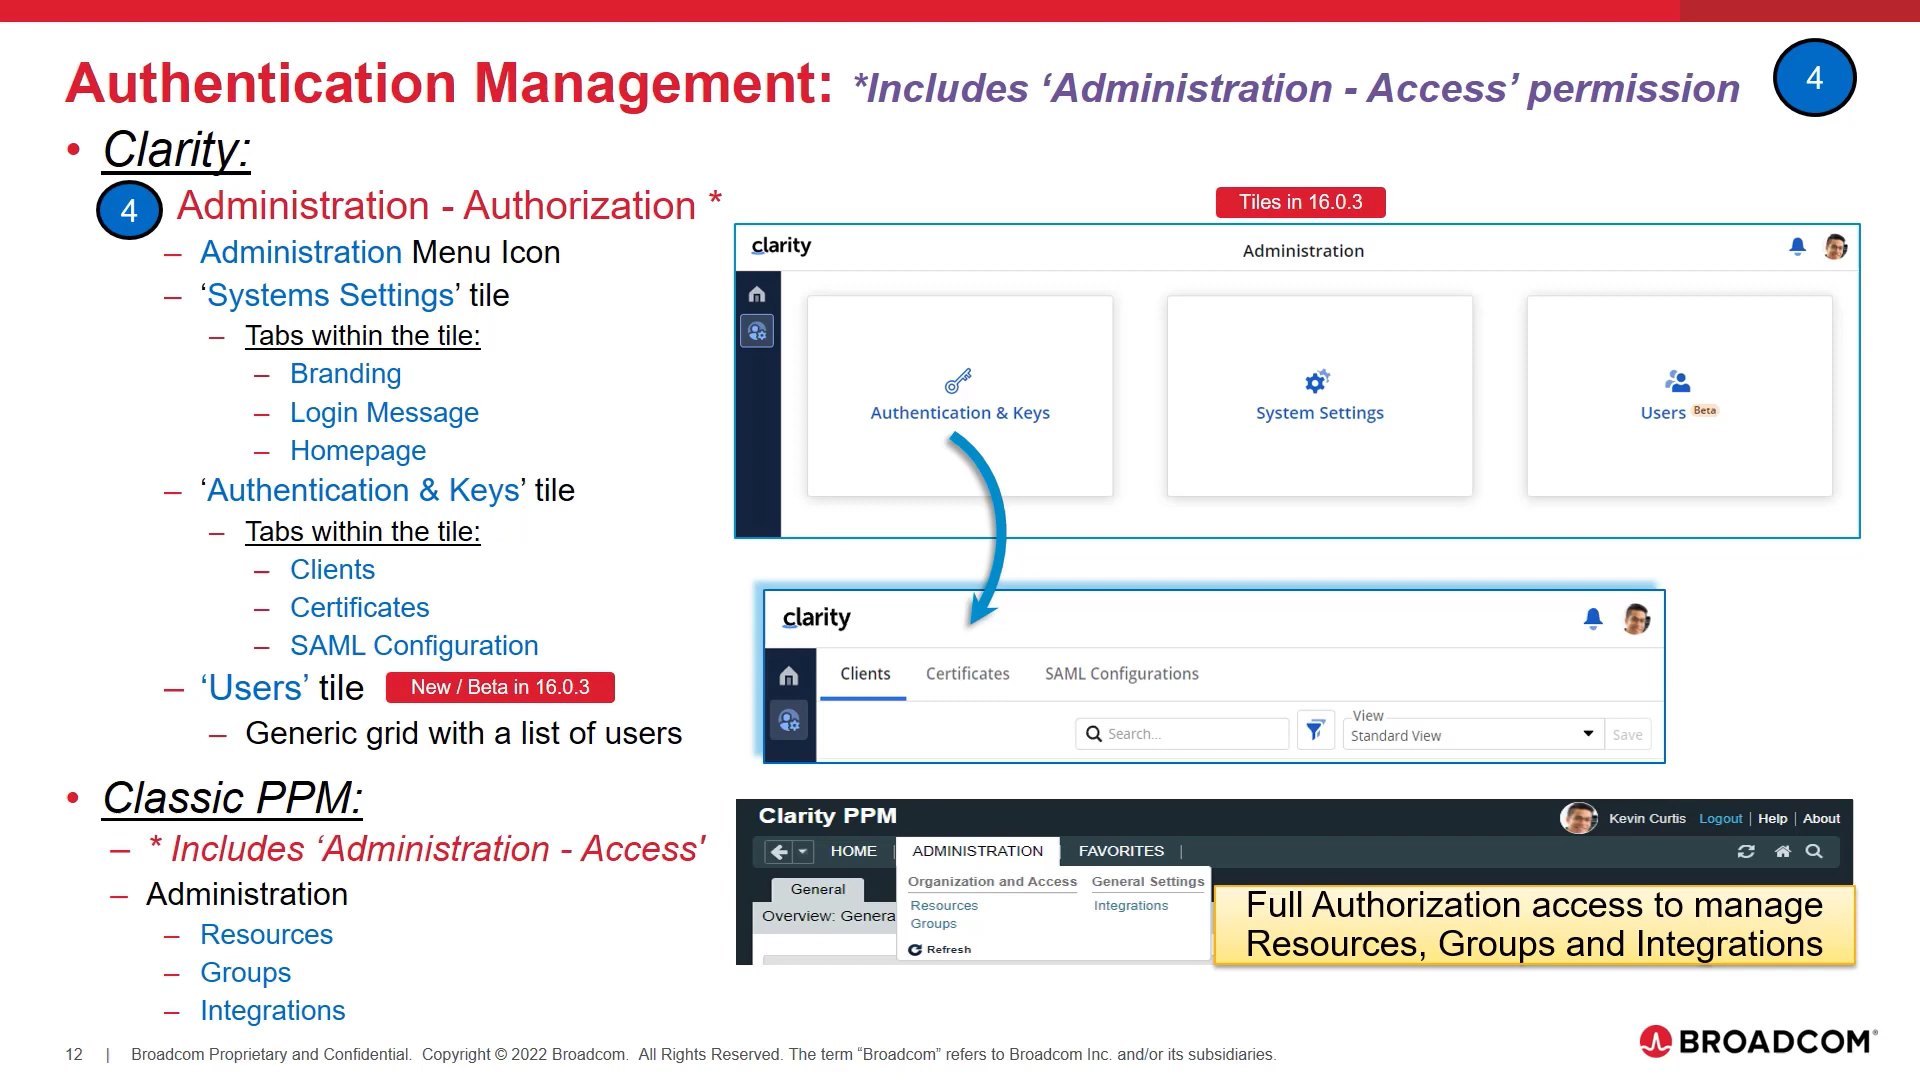 Authentication Management: *Includes ‘Administration - Access’ permission
4
• Clarity:
4 Administration - Authorization *
– Administration Menu Icon
– ‘Systems Settings’ tile
– Tabs within the tile:
– Branding
– Login Message
– Homepage
– ‘Authentication & Keys’ tile
– Tabs within the tile:
– Clients
– Certificates
– SAML Configuration
– ‘Users’ tile New / Beta in 16.0.3
– Generic grid with a list of users
• Classic PPM:
– * Includes ‘Administration - Access'
– Administration
– Resources
– Groups
– Integrations
Tiles in 16.0.3
clarity
Administration
Authentication & Keys
System Settings
Users Beta
clarity
Clients Certificates SAML Configurations
Search...
View
Standard View
Save
Clarity PPM
Kevin Curtis Logout | Help | About
HOME | ADMINISTRATION FAVORITES |
General
Overview: Genera
Organization and Access General Settings
Resources Integrations
Groups
Refresh
Full Authorization access to manage
Resources, Groups and Integrations
12 | Broadcom Proprietary and Confidential. Copyright © 2022 Broadcom. All Rights Reserved. The term “Broadcom” refers to Broadcom Inc. and/or its subsidiaries.
BROADCOM®